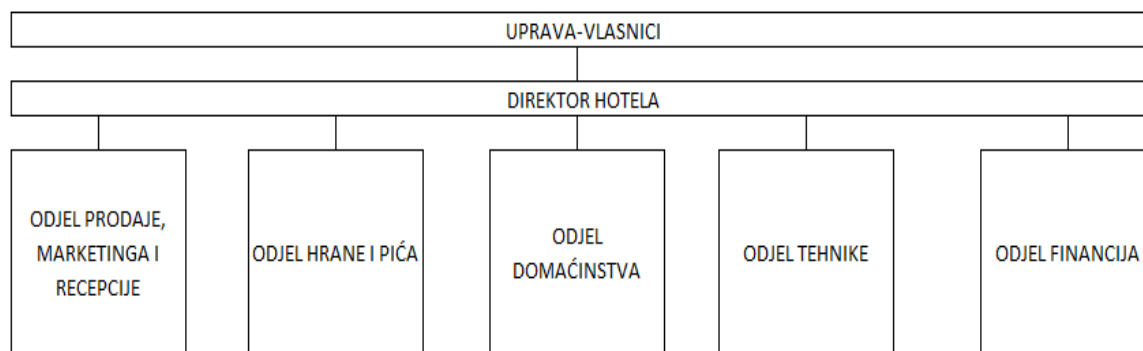 UPRAVA-VLASNICI
DIREKTOR HOTELA
ODJEL PRODAJE,
MARKETINGA I
RECEPCIJE
ODJEL HRANE I PIĆA
ODJEL
DOMAĆINSTVA
ODJEL TEHNIKE
ODJEL FINANCIJA